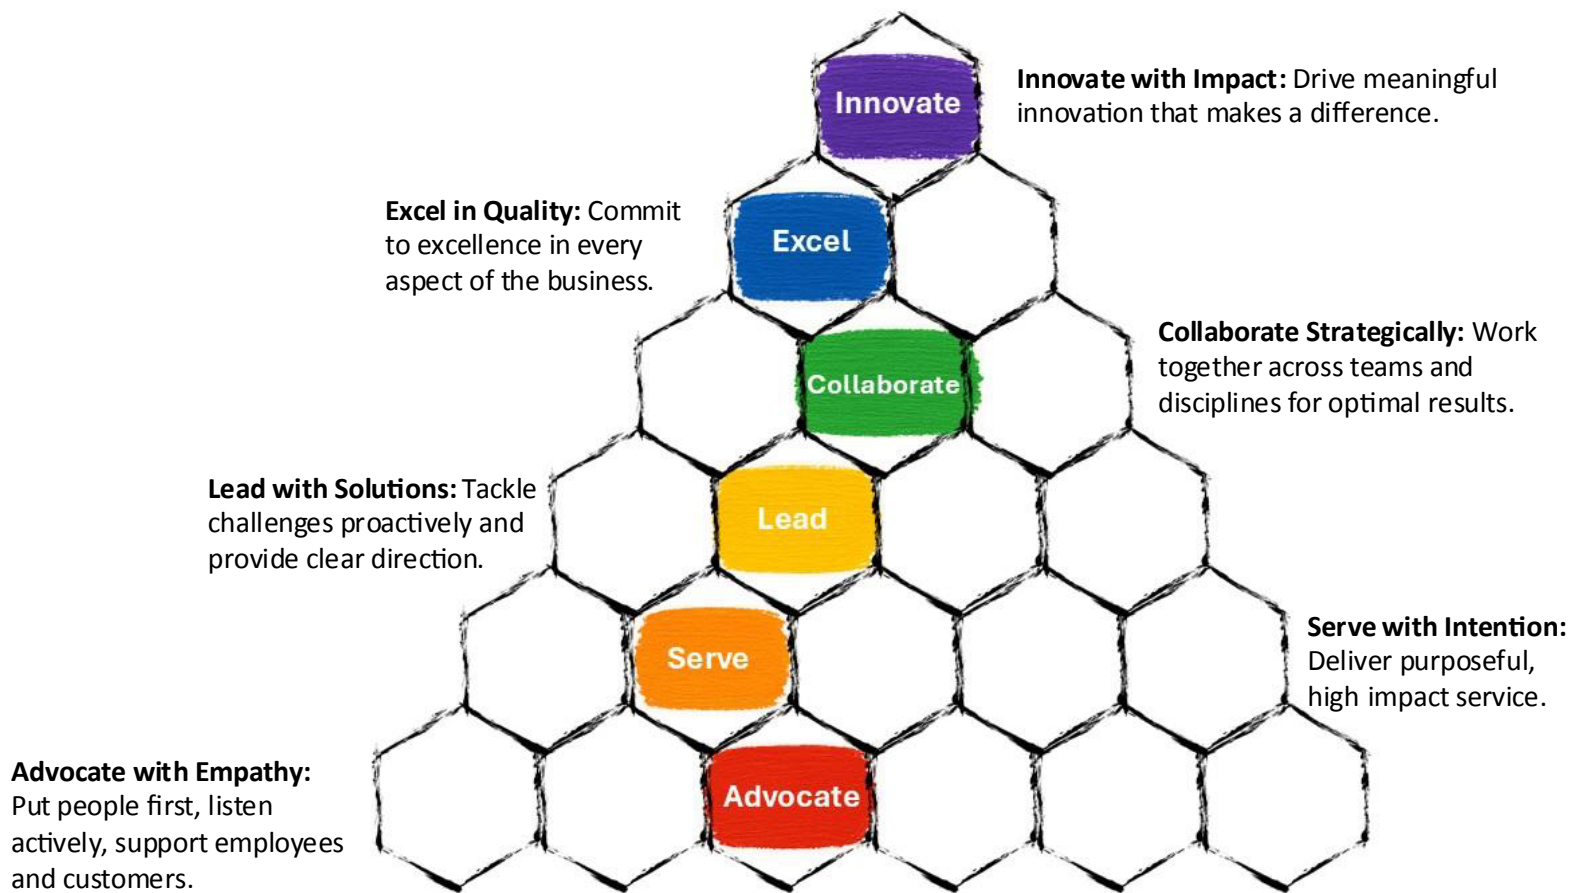 Innovate
Innovate with Impact: Drive meaningful
innovation that makes a difference.
Excel in Quality: Commit
to excellence in every
aspect of the business.
Excel
Collaborate
Collaborate Strategically: Work
together across teams and
disciplines for optimal results.
Lead with Solutions: Tackle
challenges proactively and
provide clear direction.
Lead
Serve
Serve with Intention:
Deliver purposeful,
high impact service.
Advocate with Empathy:
Put people first, listen
actively, support employees
and customers.
Advocate